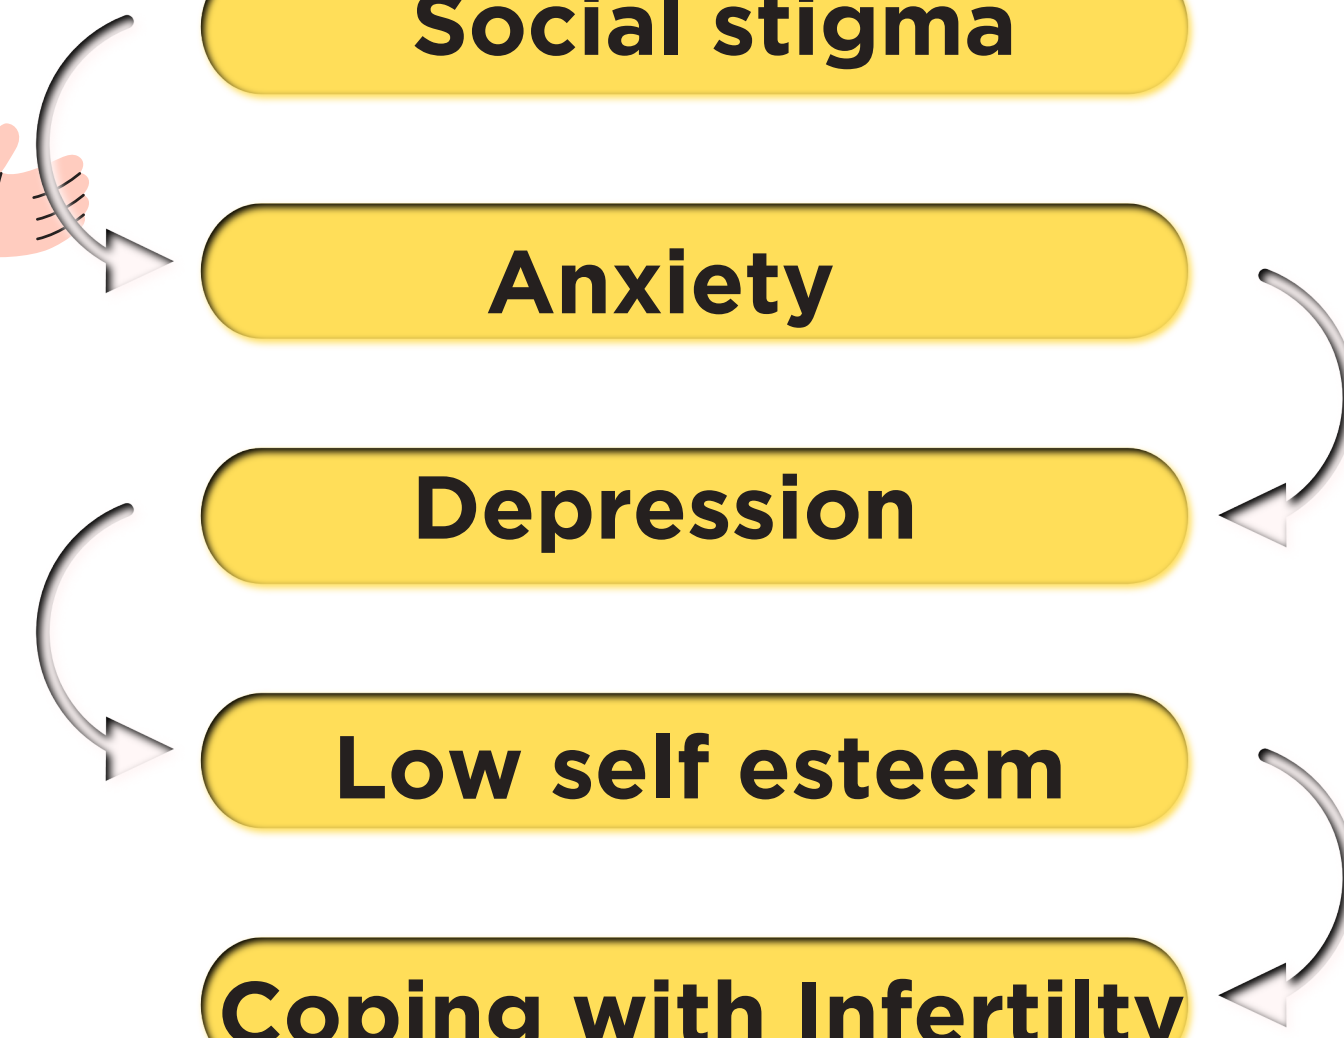 Social stigma
Anxiety
Depression
Low self esteem
Coping with Infertilty